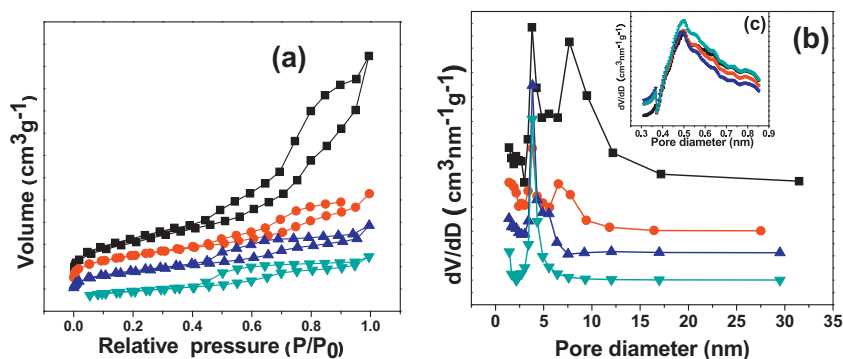 (a)
Volume (cm3g-1)
0.0 0.2 0.4 0.6 0.8 1.0
Relative pressure (P/P0)
(b)
dV/dD ( cm3nm-1g-1)
0 5 10 15 20 25 30 35
Pore diameter (nm)
(c)
dV/dD (cm3nm-1g-1)
0.3 0.4 0.5 0.6 0.7 0.8 0.9
Pore diameter (nm)